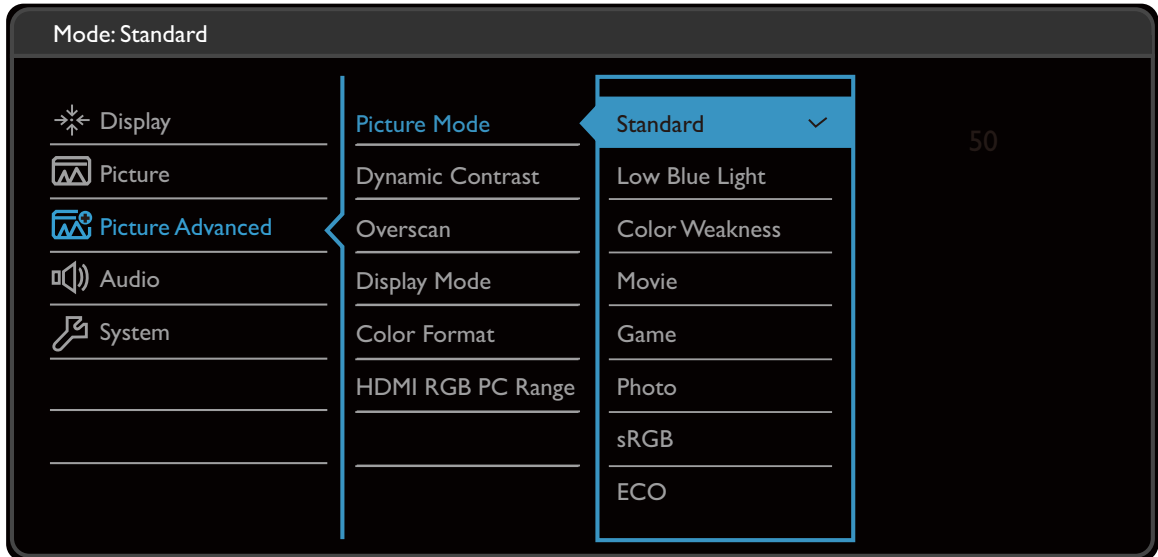 Mode: Standard
Display
Picture
Picture Advanced
Audio
System
Picture Mode
Dynamic Contrast
Overscan
Display Mode
Color Format
HDMI RGB PC Range
Standard
Low Blue Light
Color Weakness
Movie
Game
Photo
sRGB
ECO
50